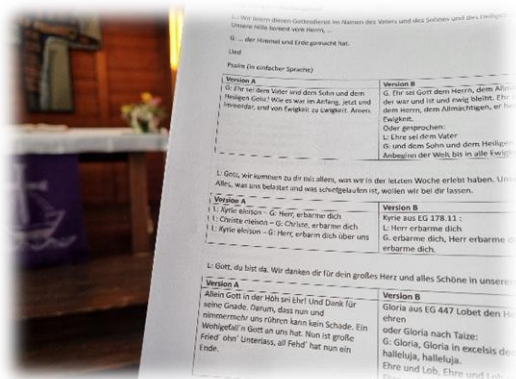 L: Wir feiern diesen Gottesdienst im Namen des Vaters und des Sohnes und des Heiligen
Unsere Hilfe kommt vom Herrn, ...
G: ... der Himmel und Erde gemacht hat.
Lied
Psalm (in einfacher Sprache)
Version A
G: Ehr sei dem Vater und dem Sohn und dem
Heiligen Geist! Wie es war im Anfang, jetzt und
immerdar, und von Ewigkeit zu Ewigkeit. Amen.
Version B
G. Ehr sei Gott dem Herrn, dem
der war und ist und ewig bleibt. Ehr
dem Herrn, dem Allmächtigen, er
Ewigkeit.
Oder gesprochen:
L: Ehre sei dem Vater
G: und dem Sohn und dem Heiligen
Anbeginn der Welt bis in alle
L: Gott, wir kommen zu dir mit allem, was wir in der letzten Woche erlebt haben.
Alles, was uns belastet und was schiefgelaufen ist, wollen wir bei dir lassen.
Version A
L: Kyrie eleison – G: Herr, erbarme dich
L: Christe eleison – G: Christe, erbarme dich
L: Kyrie eleison – G: Herr, erbarm dich über uns
Version B
Kyrie aus EG 178.11 :
L: Herr erbarme dich
G. erbarme dich, Herr erbarme
erbarme dich.
L: Gott, du bist da. Wir danken dir für dein großes Herz und alles Schöne in unserem
Version A
Allein Gott in der Höh sei Ehr! Und Dank für
seine Gnade. Darum, dass nun und
nimmermehr uns rühren kann kein Schade. Ein
Wohlgefall'n Gott an uns hat. Nun ist große
Fried' ohn' Unterlass, all Fehd' hat nun ein
Ende.
Version B
Gloria aus EG 447 Lobet den
ehren
oder Gloria nach Taize:
G: Gloria, Gloria in excelsis
halleluja, halleluja.
Ehre und Lob, Ehre und